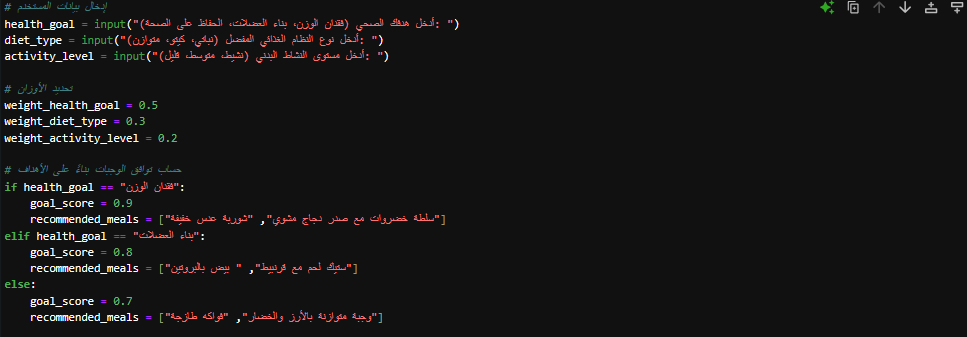 # إدخال بيانات المستخدم
health_goal = input("أدخل هدفك الصحي (فقدان الوزن، بناء العضلات، الحفاظ على الصحة): ")
diet_type = input("أدخل نوع النظام الغذائي المفضل (نباتي، كيتو، متوازن): ")
activity_level = input("أدخل مستوى النشاط البدني (نشيط، متوسط، قليل): ")
# تحديد الأوزان
weight_health_goal = 0.5
weight_diet_type = 0.3
weight_activity_level = 0.2
# حساب توافق الوجبات بناءً على الأهداف
if health_goal == "فقدان الوزن":
goal_score = 0.9
recommended_meals = ["سلطة خضروات مع صدر دجاج مشوي", "شوربة عدس خفيفة"]
elif health_goal == "بناء العضلات":
goal_score = 0.8
recommended_meals = ["ستيك لحم مع قرنبيط", "بيض بالبروتين "]
else:
goal_score = 0.7
recommended_meals = ["وجبة متوازنة بالأرز والخضار", "فواكه طازجة"]